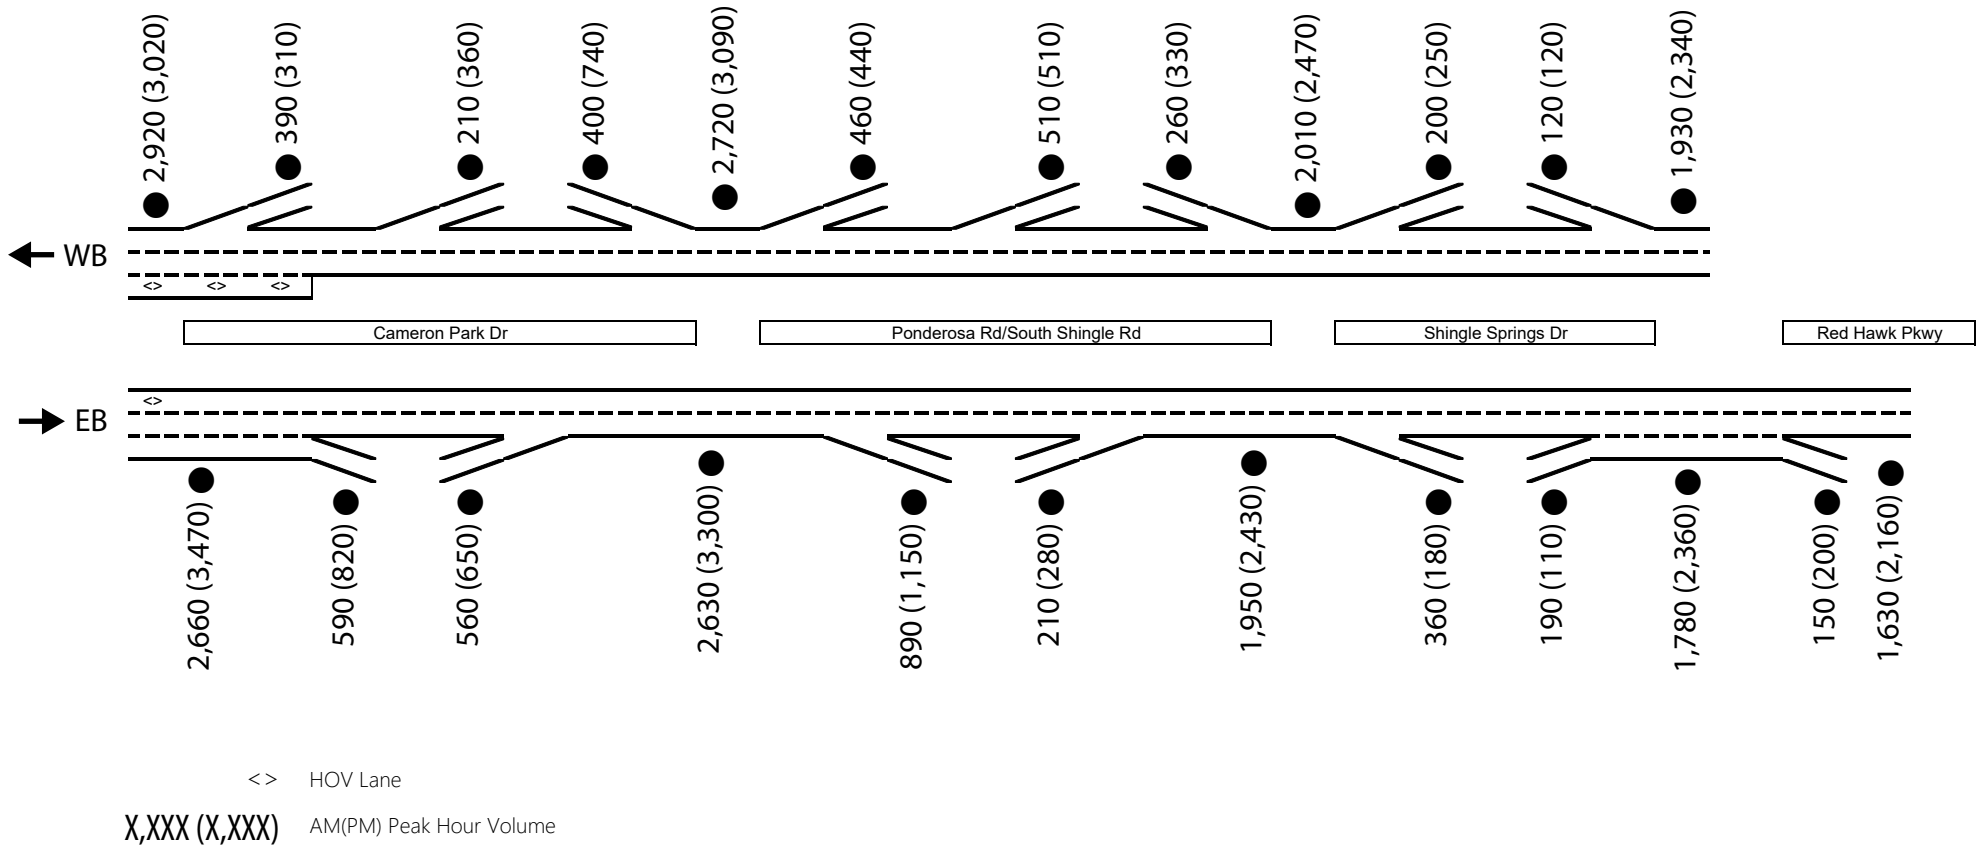 2,920 (3,020)
390 (310)
210 (360)
400 (740)
2,720 (3,090)
460 (440)
510 (510)
260 (330)
2,010 (2,470)
200 (250)
120 (120)
1,930 (2,340)
WB
<> <> <>
Cameron Park Dr
Ponderosa Rd/South Shingle Rd
Shingle Springs Dr
Red Hawk Pkwy
<>
EB
2,660 (3,470)
590 (820)
560 (650)
2,630 (3,300)
890 (1,150)
210 (280)
1,950 (2,430)
360 (180)
190 (110)
1,780 (2,360)
150 (200)
1,630 (2,160)
<> HOV Lane
X,XXX (X,XXX) AM(PM) Peak Hour Volume